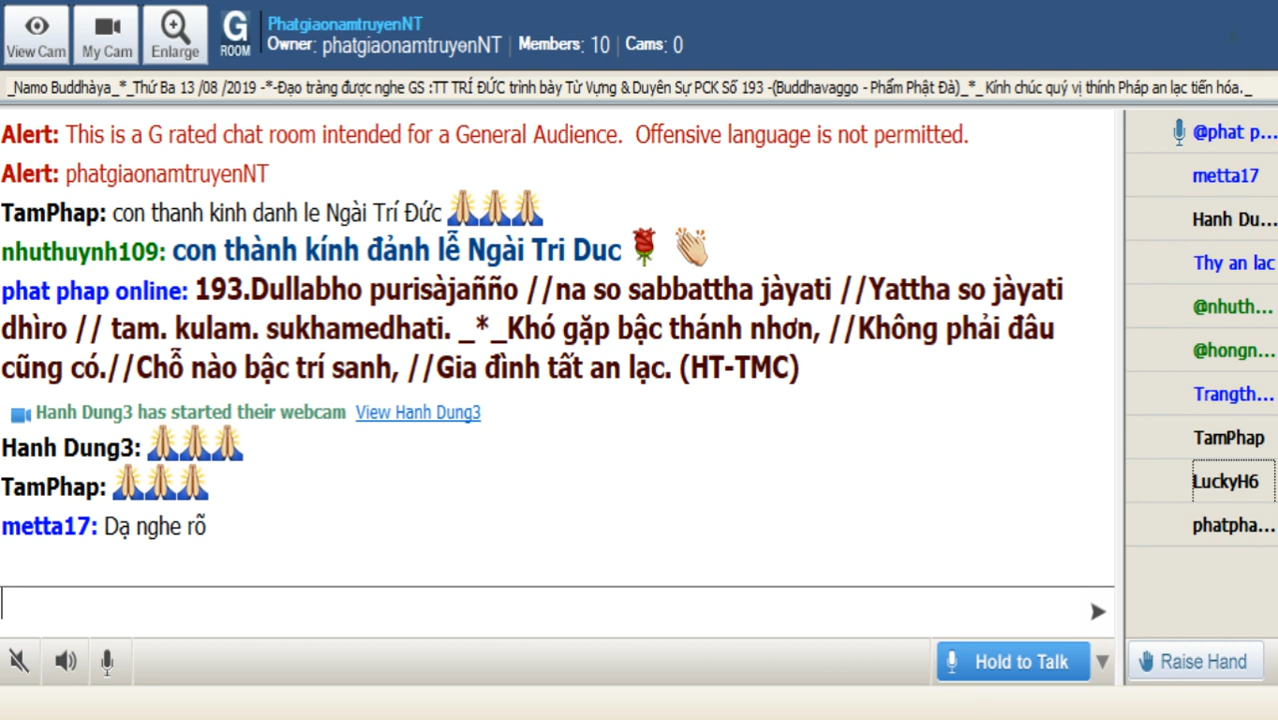 PhatgiaonamtruyenNT
View Cam
My Cam
Enlarge
G ROOM
Owner: phatgiaonamtruyenNT | Members: 10 | Cams: 0
_Namo Buddhàya_*_Thứ Ba 13 /08 /2019 -*-Đạo tràng được nghe GS :TT TRÍ ĐỨC trình bày Từ Vựng & Duyên Sự PCK Số 193 -(Buddhavaggo - Phẩm Phật Đà)_*_ Kính chúc quý vị thính Pháp an lạc tiến hóa._
Alert: This is a G rated chat room intended for a General Audience. Offensive language is not permitted.
Alert: phatgiaonamtruyenNT
TamPhap: con thanh kinh danh le Ngài Trí Đức 🙏🙏🙏
nhuthuynh109: con thành kính đảnh lễ Ngài Tri Duc 🌹 👏
phat phap online: 193.Dullabho purisàjañño //na so sabbattha jàyati //Yattha so jàyati
dhìro // tam. kulam. sukhamedhati. _*_Khó gặp bậc thánh nhơn, //Không phải đâu
cũng có.//Chỗ nào bậc trí sanh, //Gia đình tất an lạc. (HT-TMC)
Hanh Dung3 has started their webcam View Hanh Dung3
Hanh Dung3: 🙏🙏🙏
TamPhap: 🙏🙏🙏
metta17: Dạ nghe rõ
@phat p...
metta17
Hanh Du...
Thy an lac
@nhuth...
@hongn...
Trangth...
TamPhap
LuckyH6
phatpha...
Hold to Talk
Raise Hand